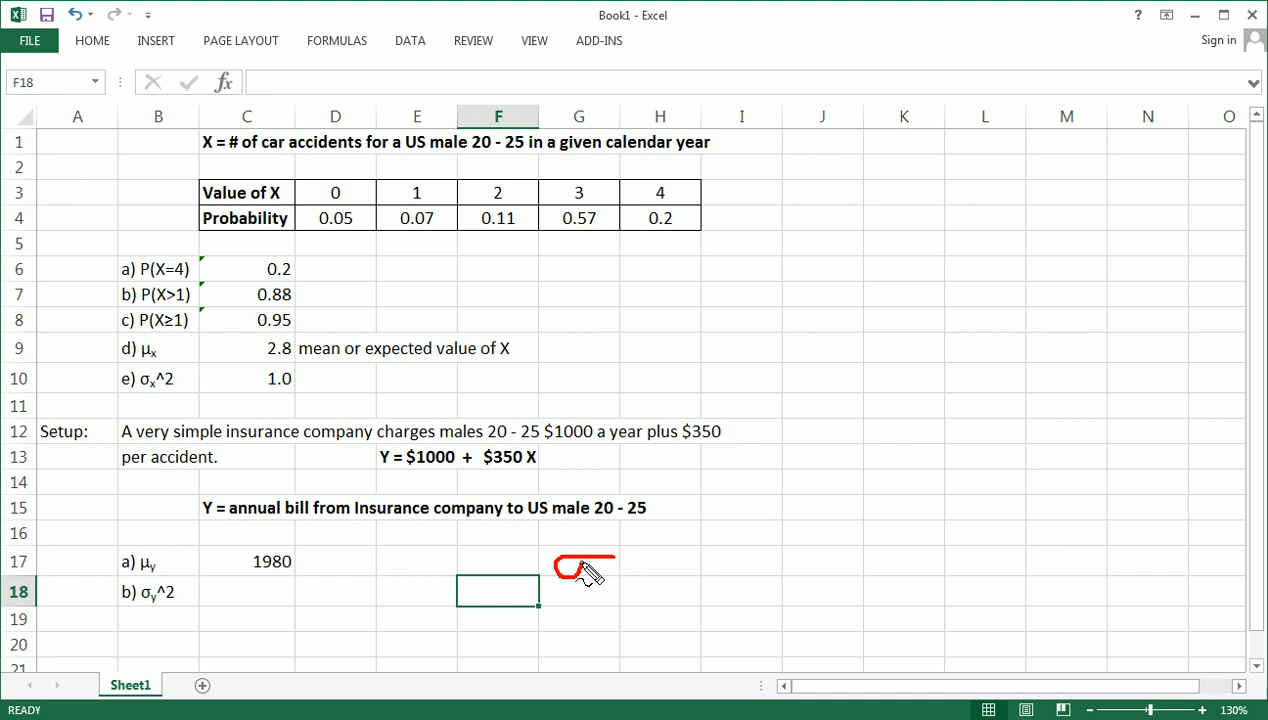 Book1 - Excel
?
FILE HOME INSERT PAGE LAYOUT FORMULAS DATA REVIEW VIEW ADD-INS Sign in
F18 fx
A B C D E F G H I J K L M N O
1 X = # of car accidents for a US male 20 - 25 in a given calendar year
2
3 Value of X 0 1 2 3 4
4 Probability 0.05 0.07 0.11 0.57 0.2
5
6 a) P(X=4) 0.2
7 b) P(X>1) 0.88
8 c) P(X≥1) 0.95
9 d) μx 2.8 mean or expected value of X
10 e) σx^2 1.0
11
12 Setup: A very simple insurance company charges males 20 - 25 $1000 a year plus $350
13 per accident. Y = $1000 + $350 X
14
15 Y = annual bill from Insurance company to US male 20 - 25
16
17 a) μy 1980 σ
18 b) σy^2
19
20
21
Sheet1
READY 130%